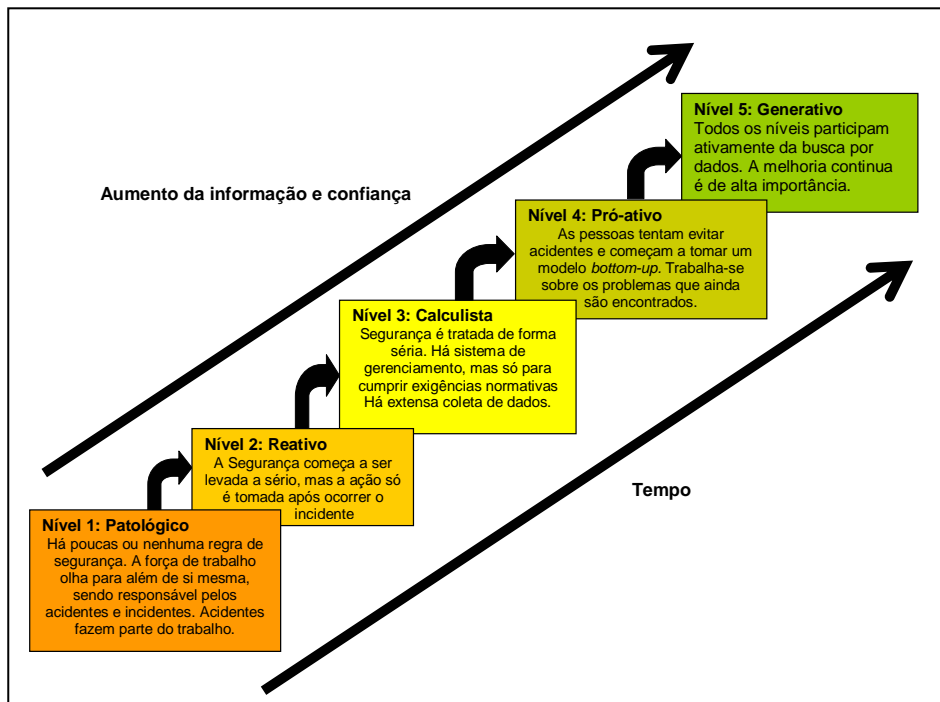 Nível 5: Generativo
Todos os níveis participam
ativamente da busca por
dados. A melhoria continua
é de alta importância.
Aumento da informação e confiança
Nível 4: Pró-ativo
As pessoas tentam evitar
acidentes e começam a tomar um
modelo bottom-up. Trabalha-se
sobre os problemas que ainda
são encontrados.
Nível 3: Calculista
Segurança é tratada de forma
séria. Há sistema de
gerenciamento, mas só para
cumprir exigências normativas
Há extensa coleta de dados.
Nível 2: Reativo
A Segurança começa a ser
levada a sério, mas a ação só
é tomada após ocorrer o
incidente
Tempo
Nível 1: Patológico
Há poucas ou nenhuma regra de
segurança. A força de trabalho
olha para além de si mesma,
sendo responsável pelos
acidentes e incidentes. Acidentes
fazem parte do trabalho.